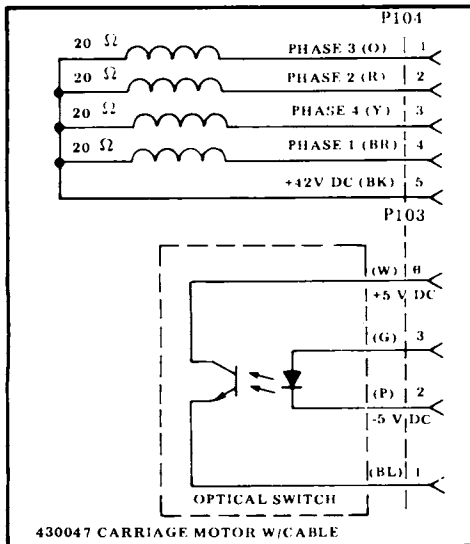 P104
20 Ω PHASE 3 (O) 1
20 Ω PHASE 2 (R) 2
20 Ω PHASE 4 (Y) 3
20 Ω PHASE 1 (BR) 4
+42V DC (BK) 5
P103
(W) 6
+5 V DC
(G) 3
(P) 2
-5 V DC
(BL) 1
OPTICAL SWITCH
430047 CARRIAGE MOTOR W/CABLE